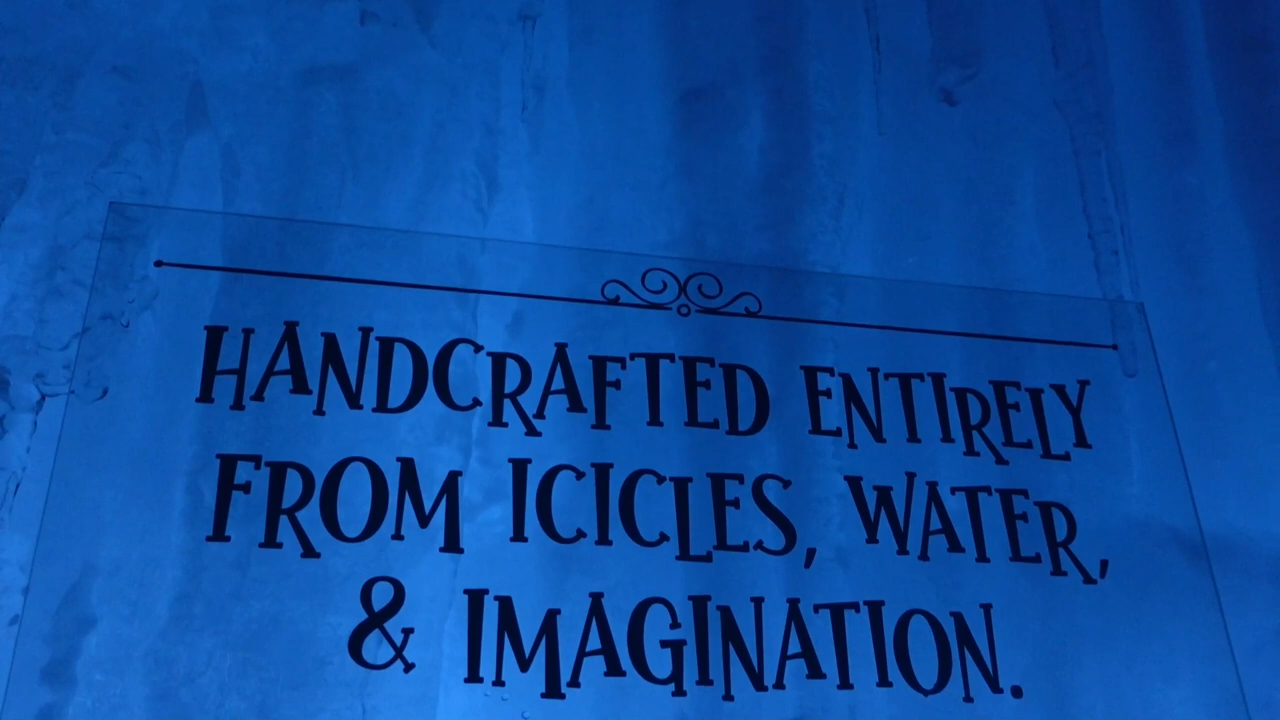 HANDCRAFTED ENTIRELY
FROM ICICLES, WATER,
& IMAGINATION.